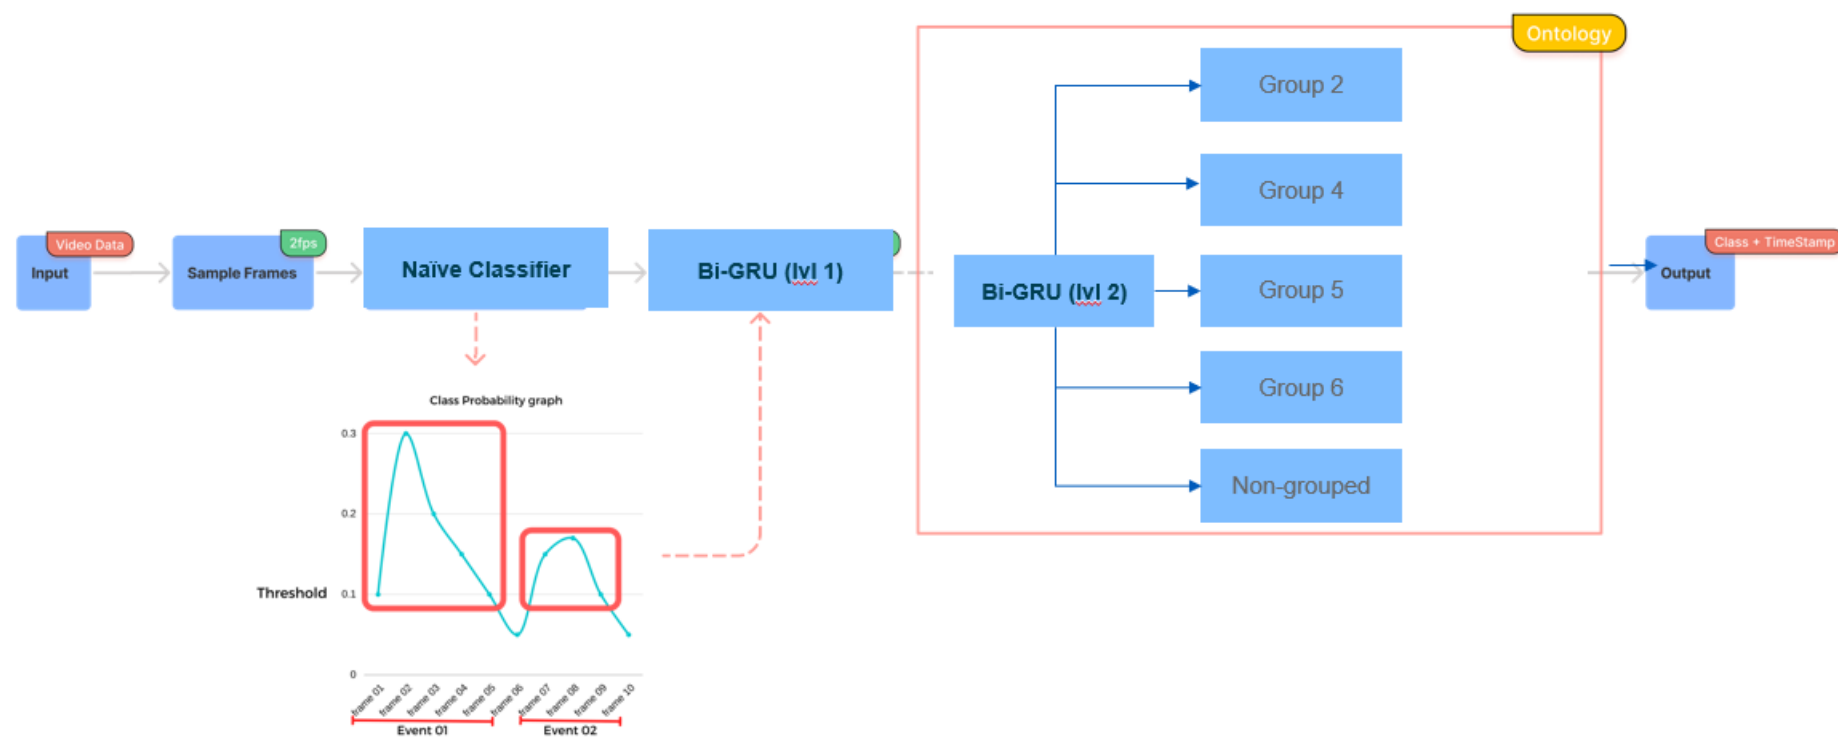 Ontology
Group 2
Group 4
Video Data
2fps
Class + TimeStamp
Input
Sample Frames
Naïve Classifier
Bi-GRU (lvl 1)
Bi-GRU (lvl 2)
Group 5
Output
Group 6
Non-grouped
Class Probability graph
0.3
0.2
Threshold
0.1
0
frame 01
frame 02
frame 03
frame 04
frame 05
frame 06
frame 07
frame 08
frame 09
frame 10
Event 01
Event 02